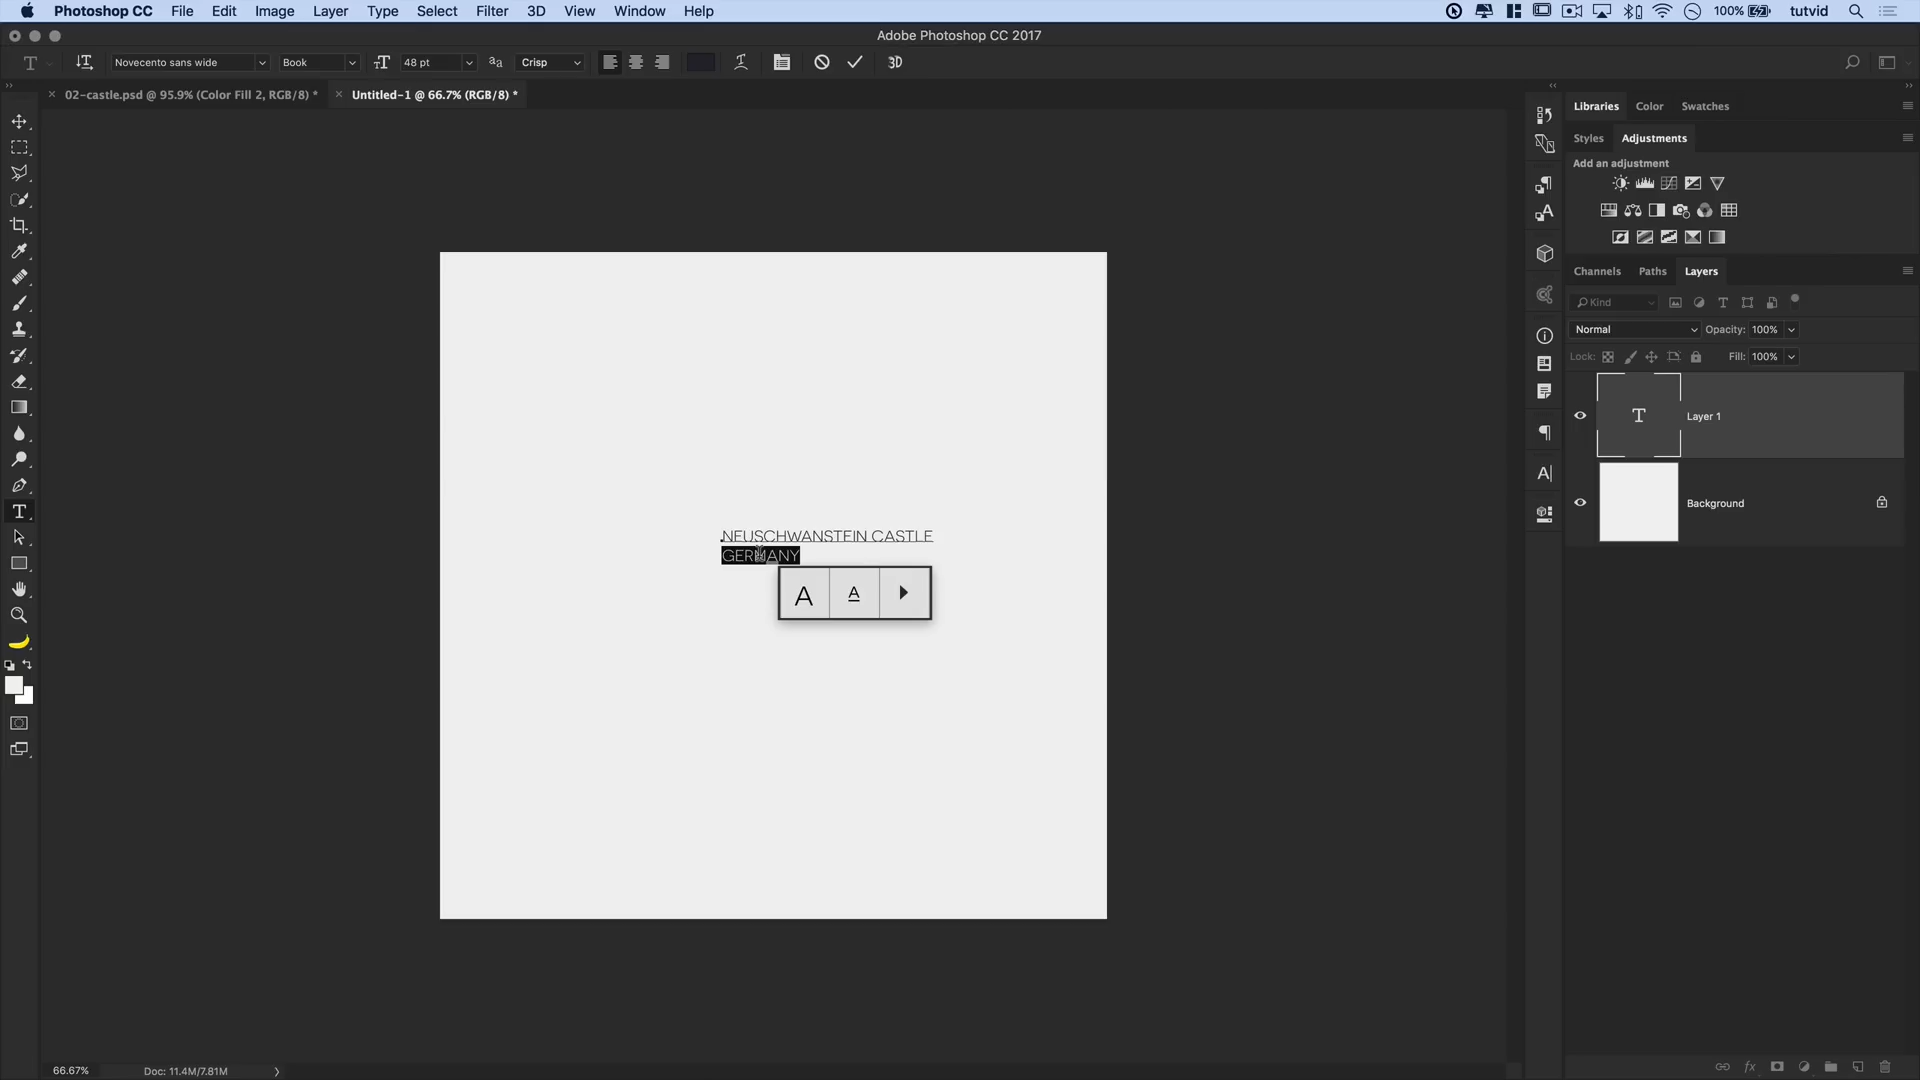 Photoshop CC File Edit Image Layer Type Select Filter 3D View Window Help 100% tutvid
Adobe Photoshop CC 2017
T Novecento sans wide Book 48 pt Crisp 3D
02-castle.psd @ 95.9% (Color Fill 2, RGB/8) * Untitled-1 @ 66.7% (RGB/8) *
Libraries Color Swatches
Styles Adjustments
Add an adjustment
Channels Paths Layers
Kind
Normal Opacity: 100%
Lock: Fill: 100%
T Layer 1
Background
NEUSCHWANSTEIN CASTLE
GERMANY
A A
66.67% Doc: 11.4M/7.81M